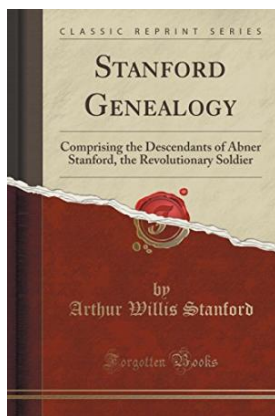 CLASSIC REPRINT SERIES
STANFORD
GENEALOGY
Comprising the Descendants of Abner
Stanford, the Revolutionary Soldier
by
Arthur Willis Stanford
Forgotten Books